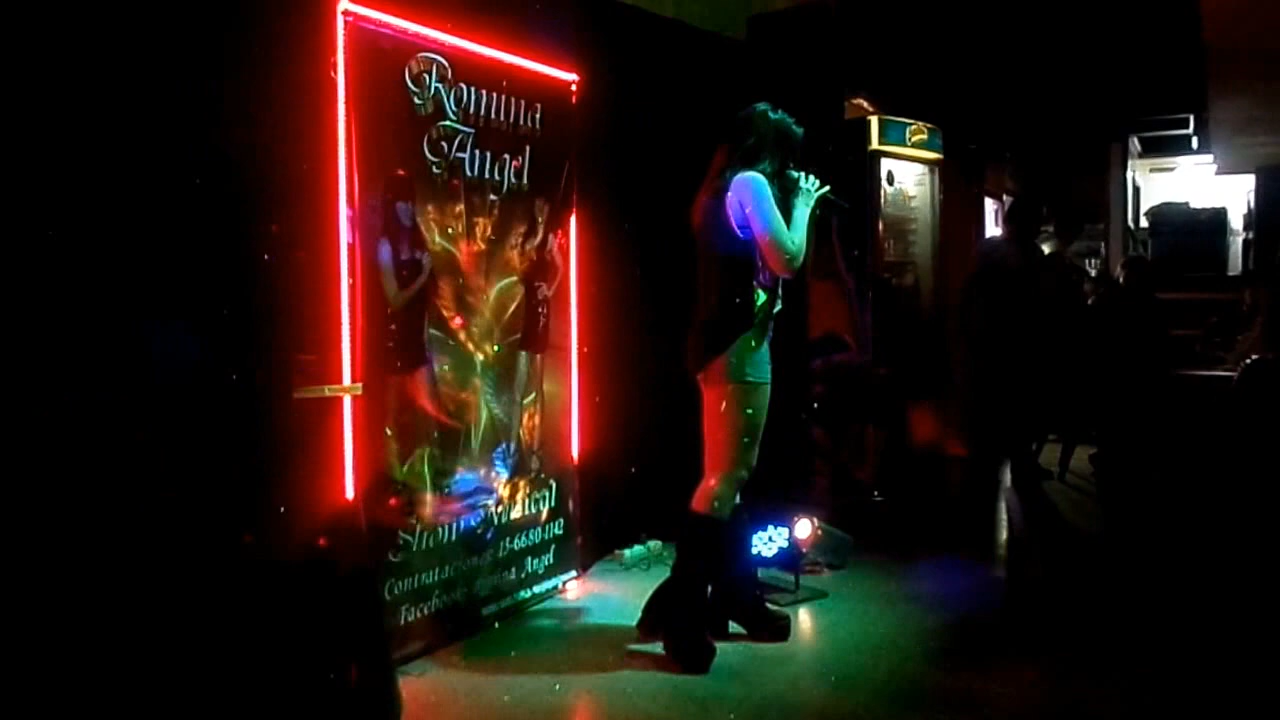 Romina
Angel
Show Musical
Contrataciones 15-6680-1142
Facebook: Romina Angel